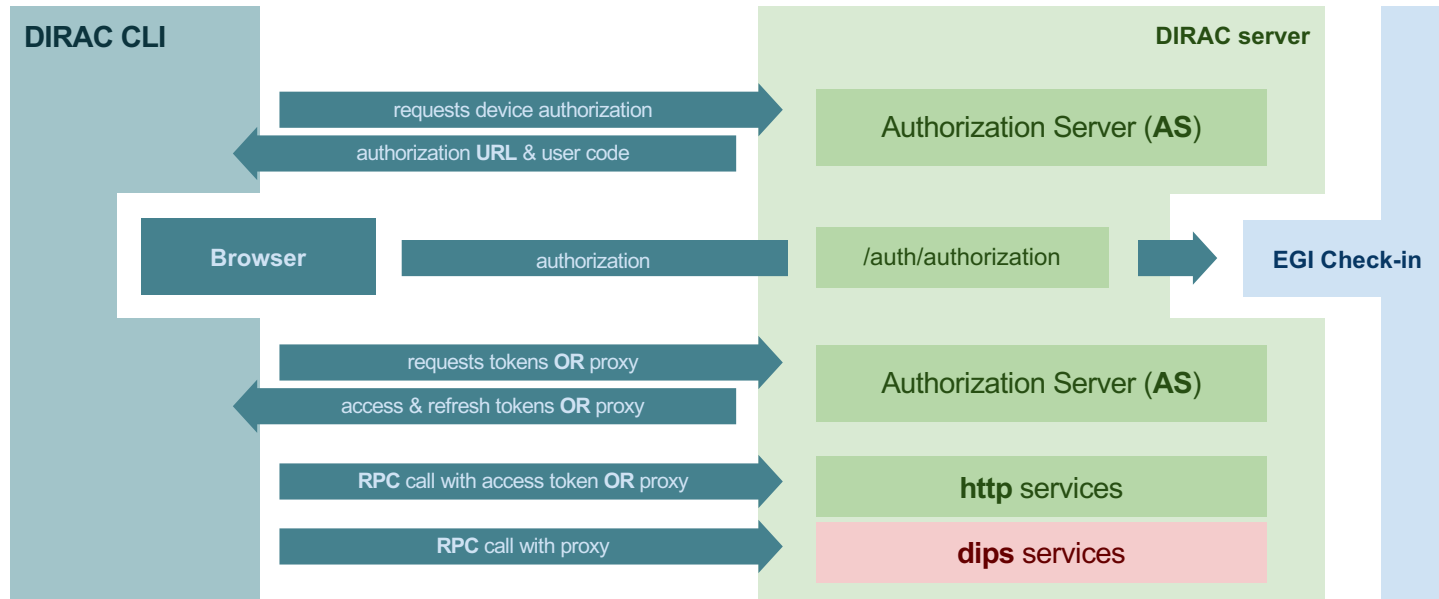 DIRAC CLI
DIRAC server
requests device authorization
Authorization Server (AS)
authorization URL & user code
Browser
authorization
/auth/authorization
EGI Check-in
requests tokens OR proxy
Authorization Server (AS)
access & refresh tokens OR proxy
RPC call with access token OR proxy
http services
RPC call with proxy
dips services